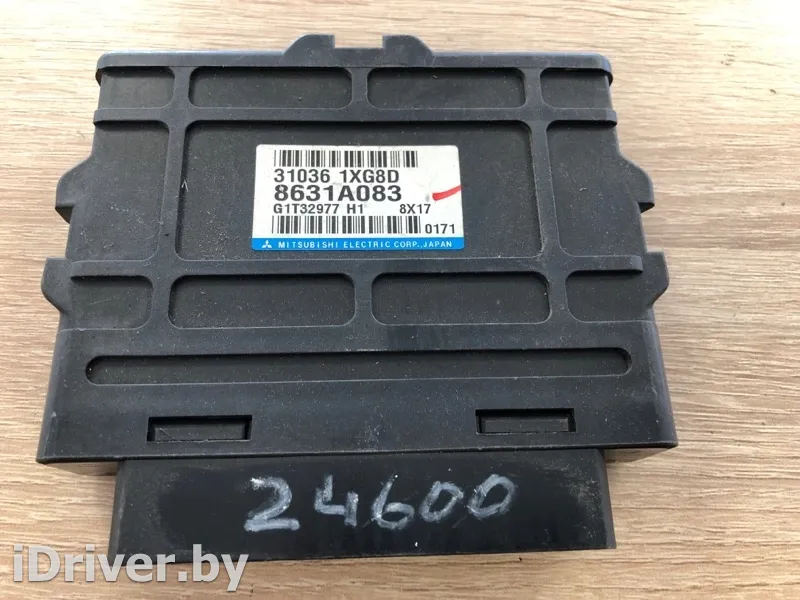 31036 1XG8D
8631A083
G1T32977 H1 8X17
0171
MITSUBISHI ELECTRIC CORP., JAPAN
24600
iDriver.by